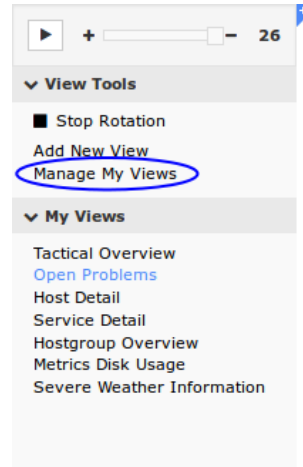 + − 26
View Tools
Stop Rotation
Add New View
Manage My Views
My Views
Tactical Overview
Open Problems
Host Detail
Service Detail
Hostgroup Overview
Metrics Disk Usage
Severe Weather Information